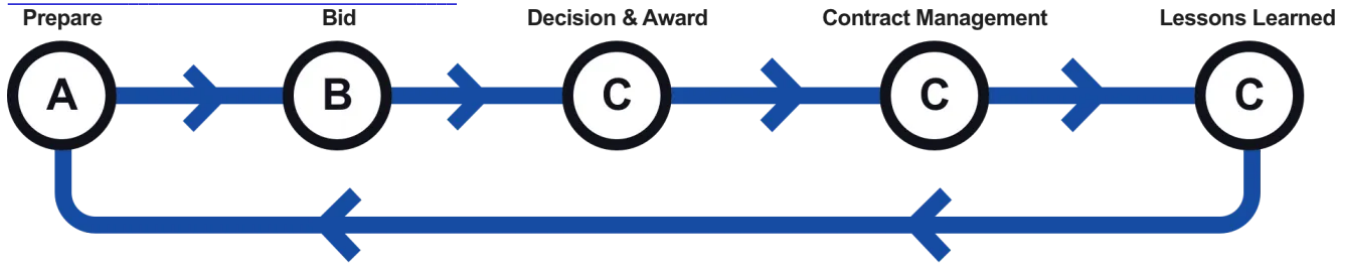 Prepare Bid Decision & Award Contract Management Lessons Learned
A B C C C